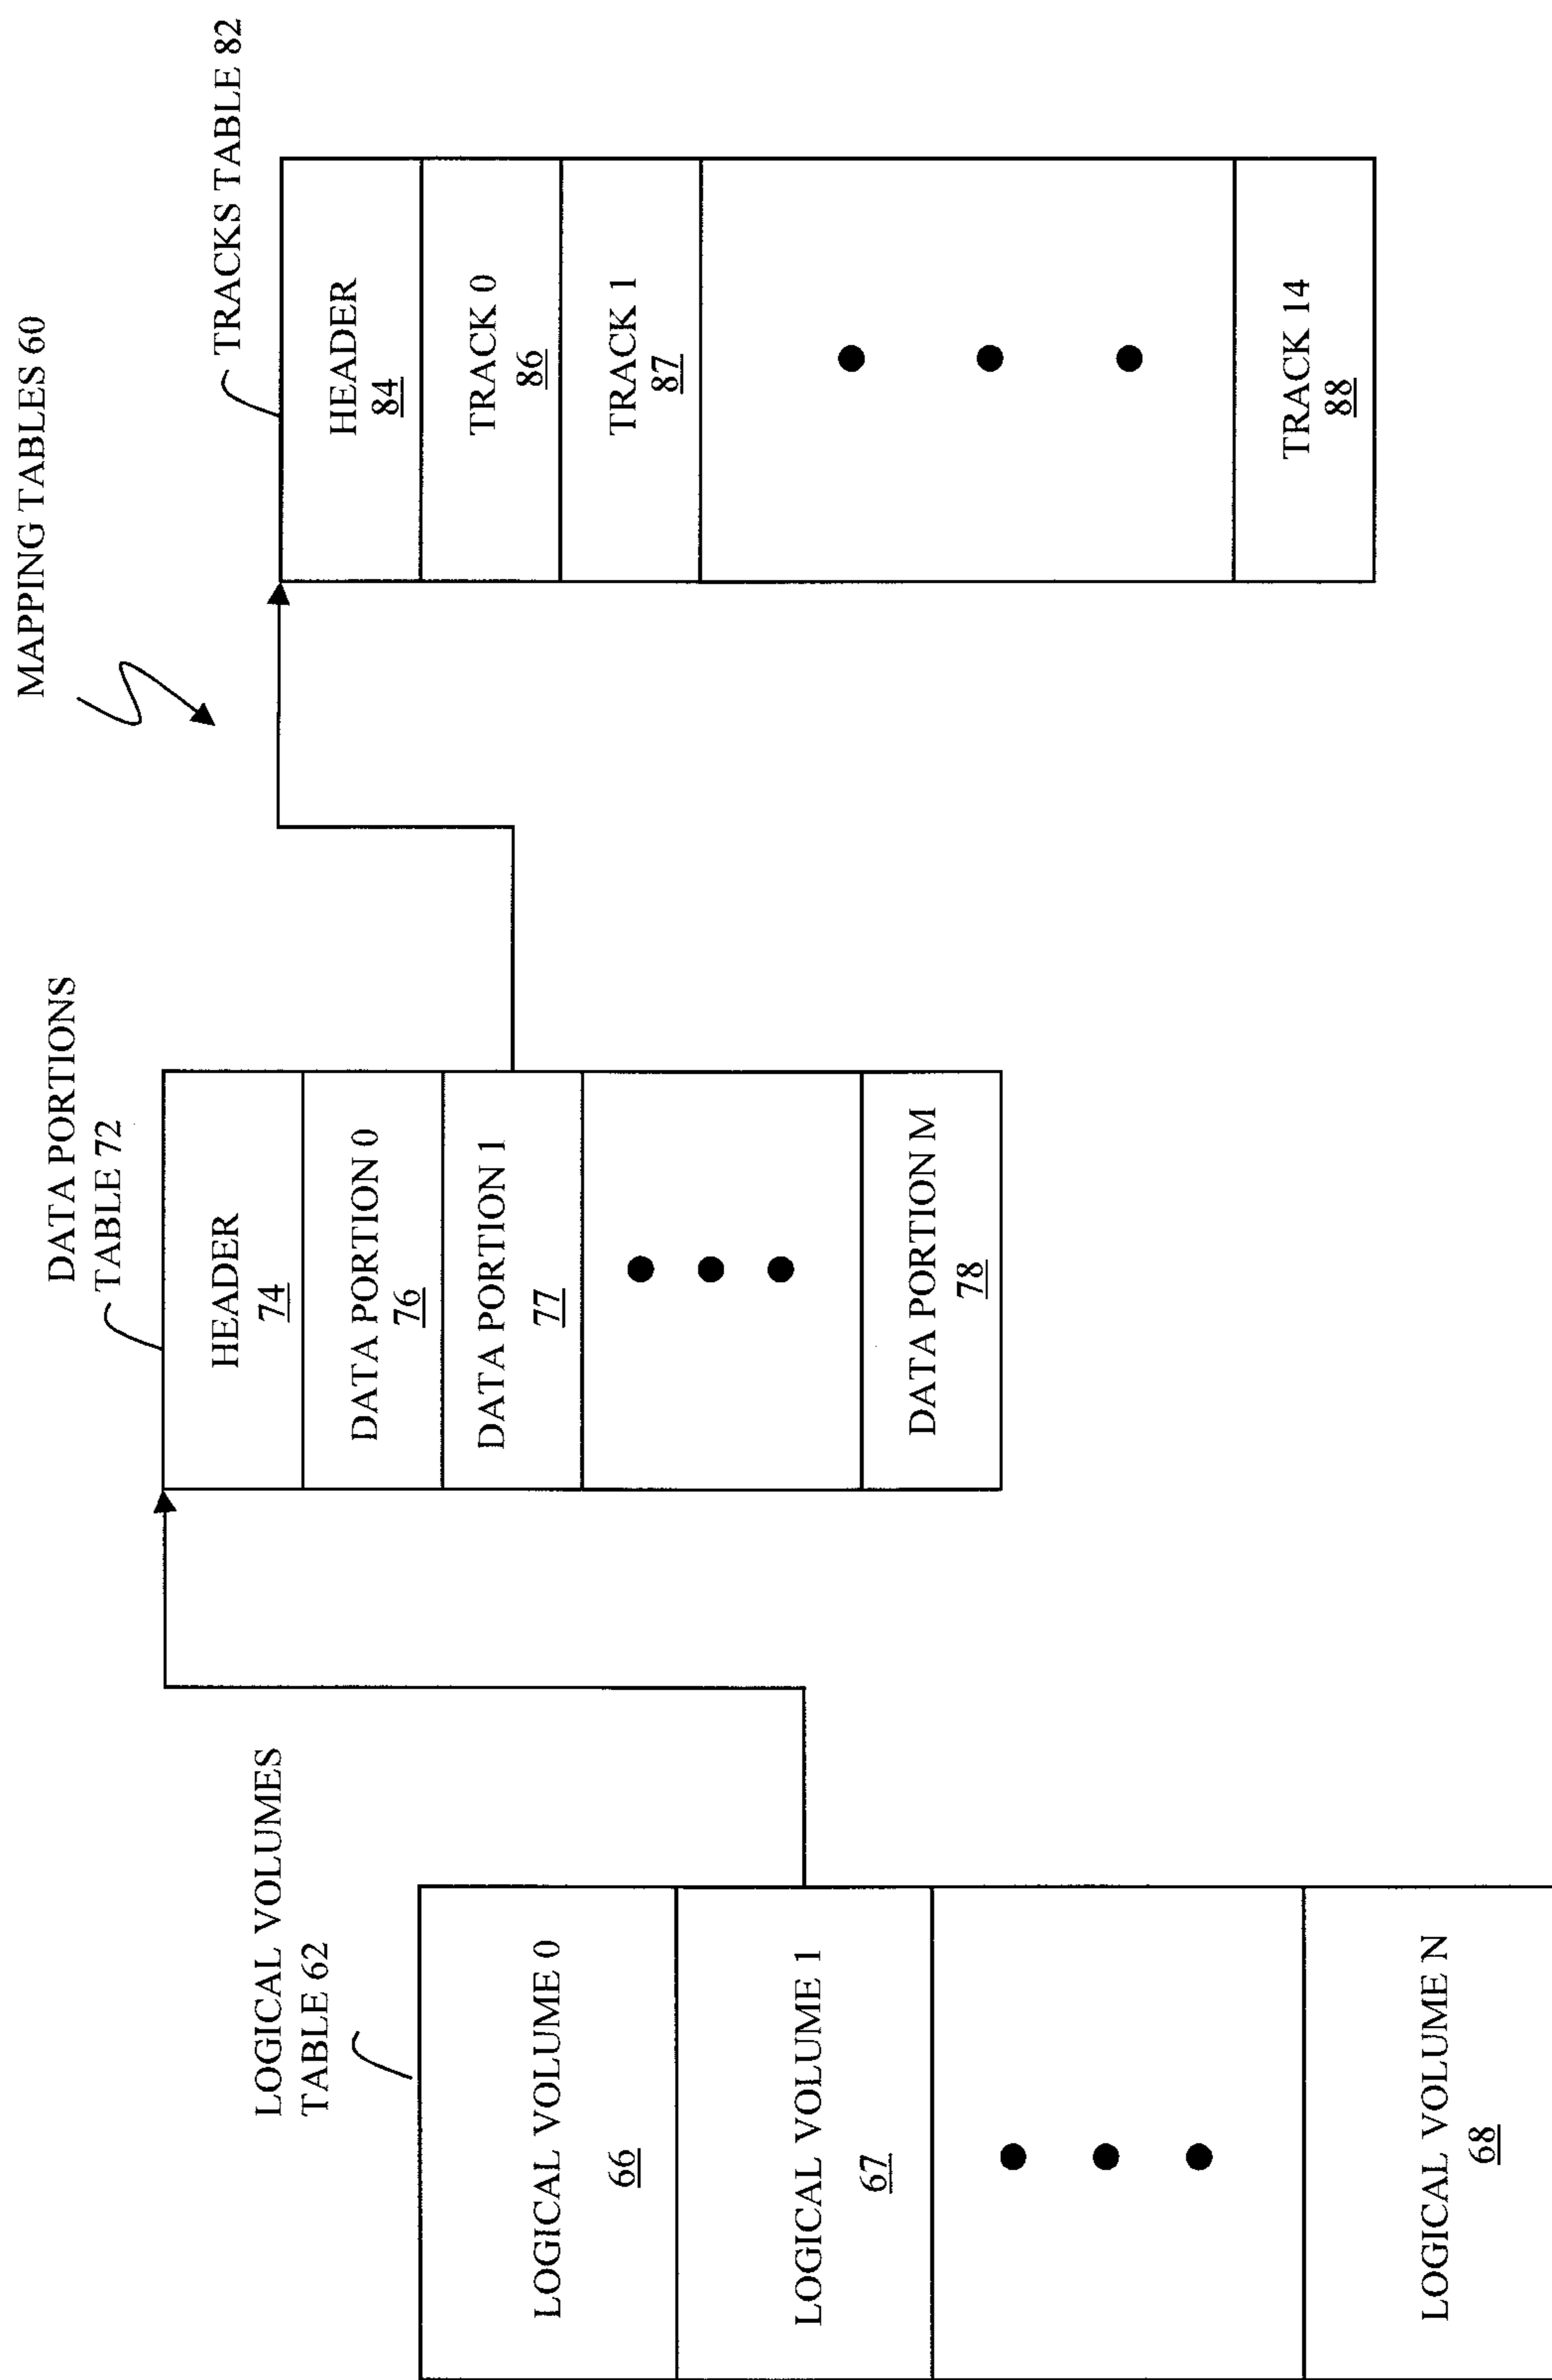 MAPPING TABLES 60
LOGICAL VOLUMES
TABLE 62
LOGICAL VOLUME 0
66
LOGICAL VOLUME 1
67
LOGICAL VOLUME N
68
DATA PORTIONS
TABLE 72
HEADER
74
DATA PORTION 0
76
DATA PORTION 1
77
DATA PORTION M
78
TRACKS TABLE 82
HEADER
84
TRACK 0
86
TRACK 1
87
TRACK 14
88